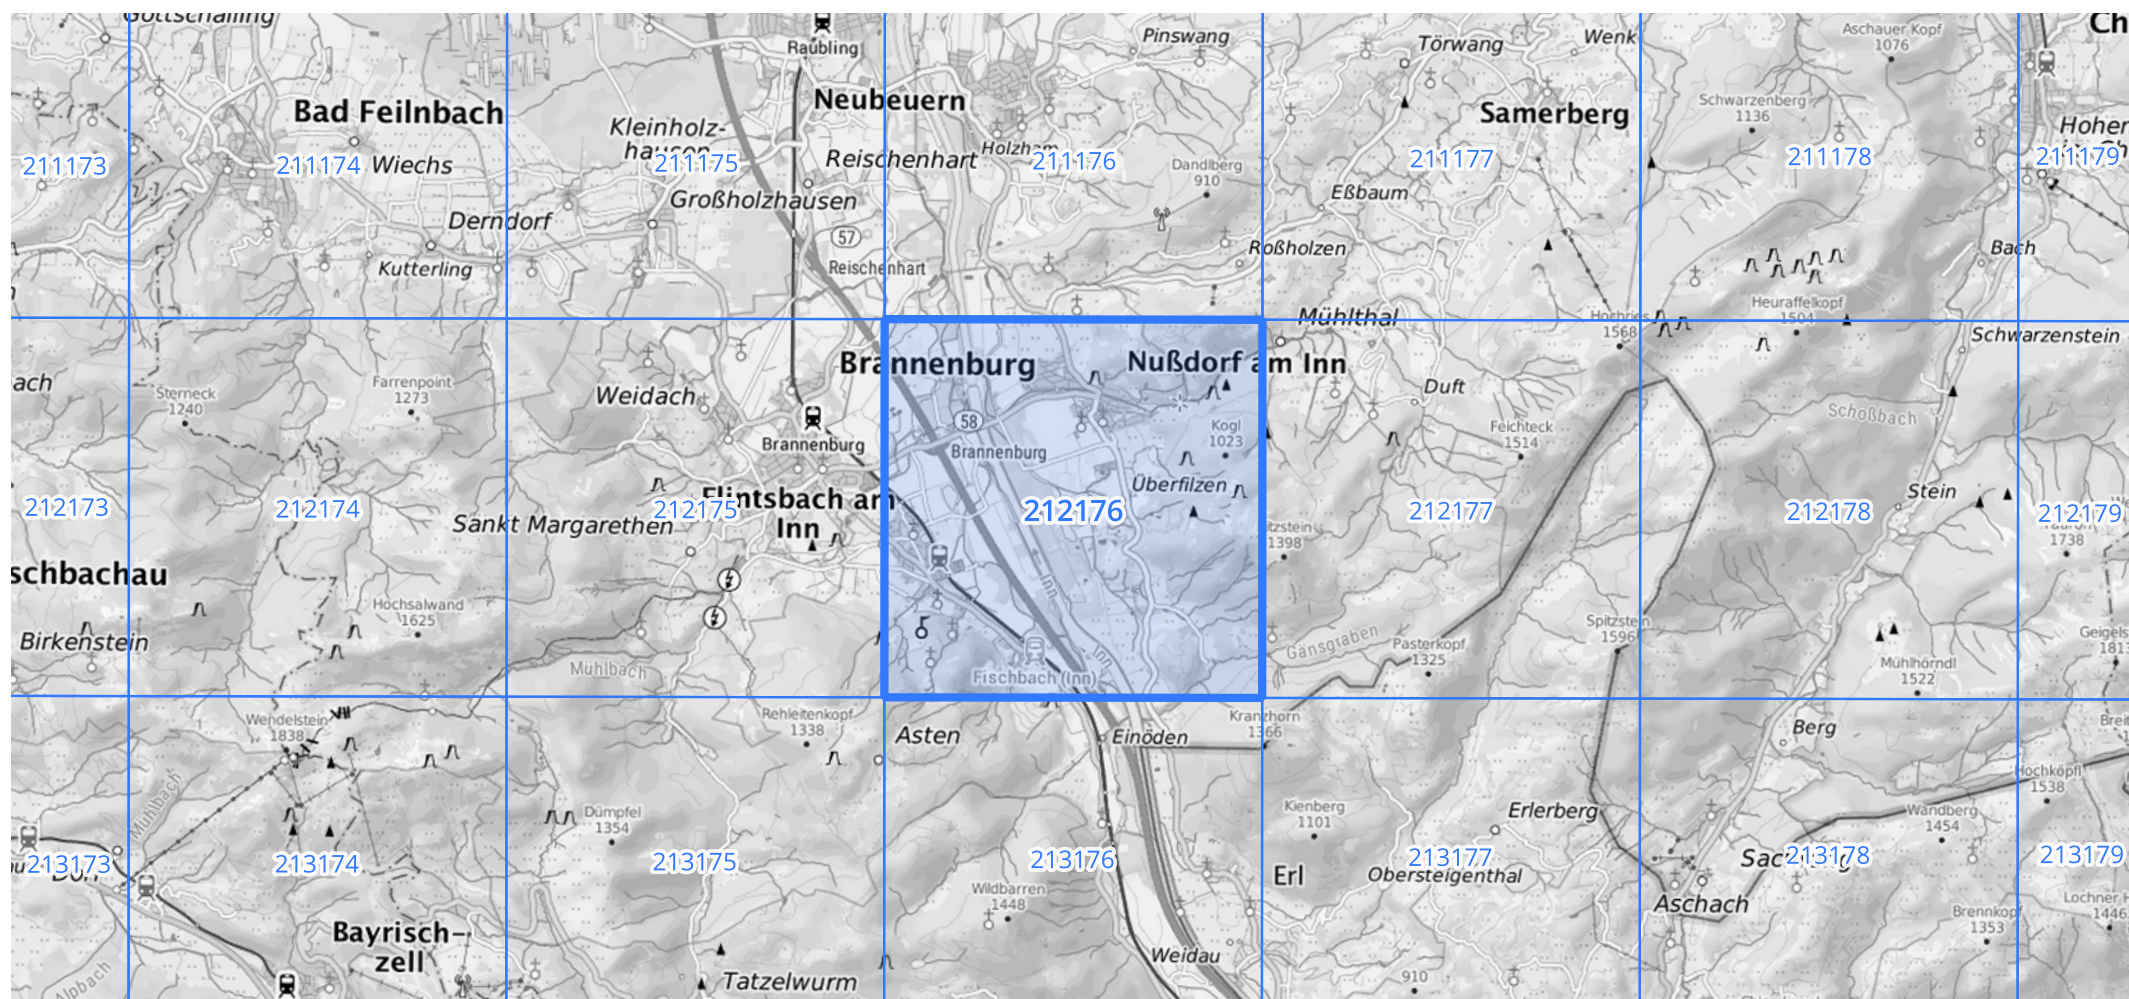 Gottschalling
Raubling
Pinswang
Törwang
Wenk
Aschauer Kopf
1076
Ch
Bad Feilnbach
Neubeuern
Samerberg
Schwarzenberg
1136
Kleinholz-
hausen
Hoher
211173
211174
Wiechs
211175
Reischenhart
Holzham
211176
Dandlberg
910
211177
211178
211179
Großholzhausen
Eßbaum
Derndorf
57
Reischenhart
Roßholzen
Bach
Kutterling
Heuraffelkopf
1504
Mühlthal
Hochries
1568
Schwarzenstein
Brannenburg
Nußdorf am Inn
ach
Sterneck
1240
Farrenpoint
1273
Weidach
Duft
Schoßbach
58
Brannenburg
Brannenburg
Kogl
1023
Feichteck
1514
Überfilzen
Stein
212173
212174
Sankt Margarethen
212175
Flintsbach am
Inn
212176
212177
212178
212179
1738
itzstein
1398
schbachau
Inn
Hochsalwand
1625
Birkenstein
Mühlbach
Inn
Fischbach (Inn)
Gänsgraben
Pasterkopf
1325
Spitzstein
1596
Mühlhörndl
1522
Geigels
1813
Wendelstein
1838
Rehleitenkopf
1338
Asten
Einöden
Kranzhorn
1366
Berg
Breit
Mühlbach
Dümpfel
1354
Kienberg
1101
Erlerberg
Hochköpfl
1538
Wandberg
1454
213173
Dorf
213174
213175
213176
213177
213178
213179
Wildbarren
1448
Erl
Obersteigenthal
Aschach
Brennkopf
1353
Lochner H
1446
Bayrisch-
zell
Alpbach
Tatzelwurm
Weidau
910